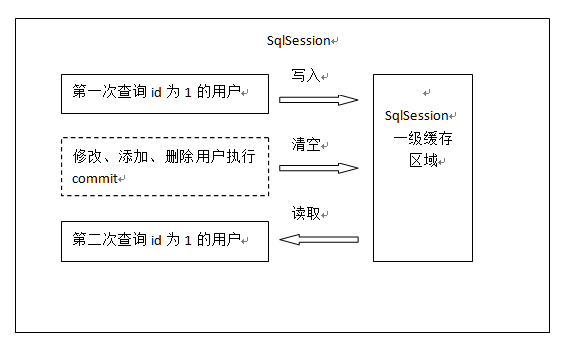 SqlSession
第一次查询 id 为 1 的用户
写入
修改、添加、删除用户执行
commit
清空
SqlSession
一级缓存
区域
第二次查询 id 为 1 的用户
读取